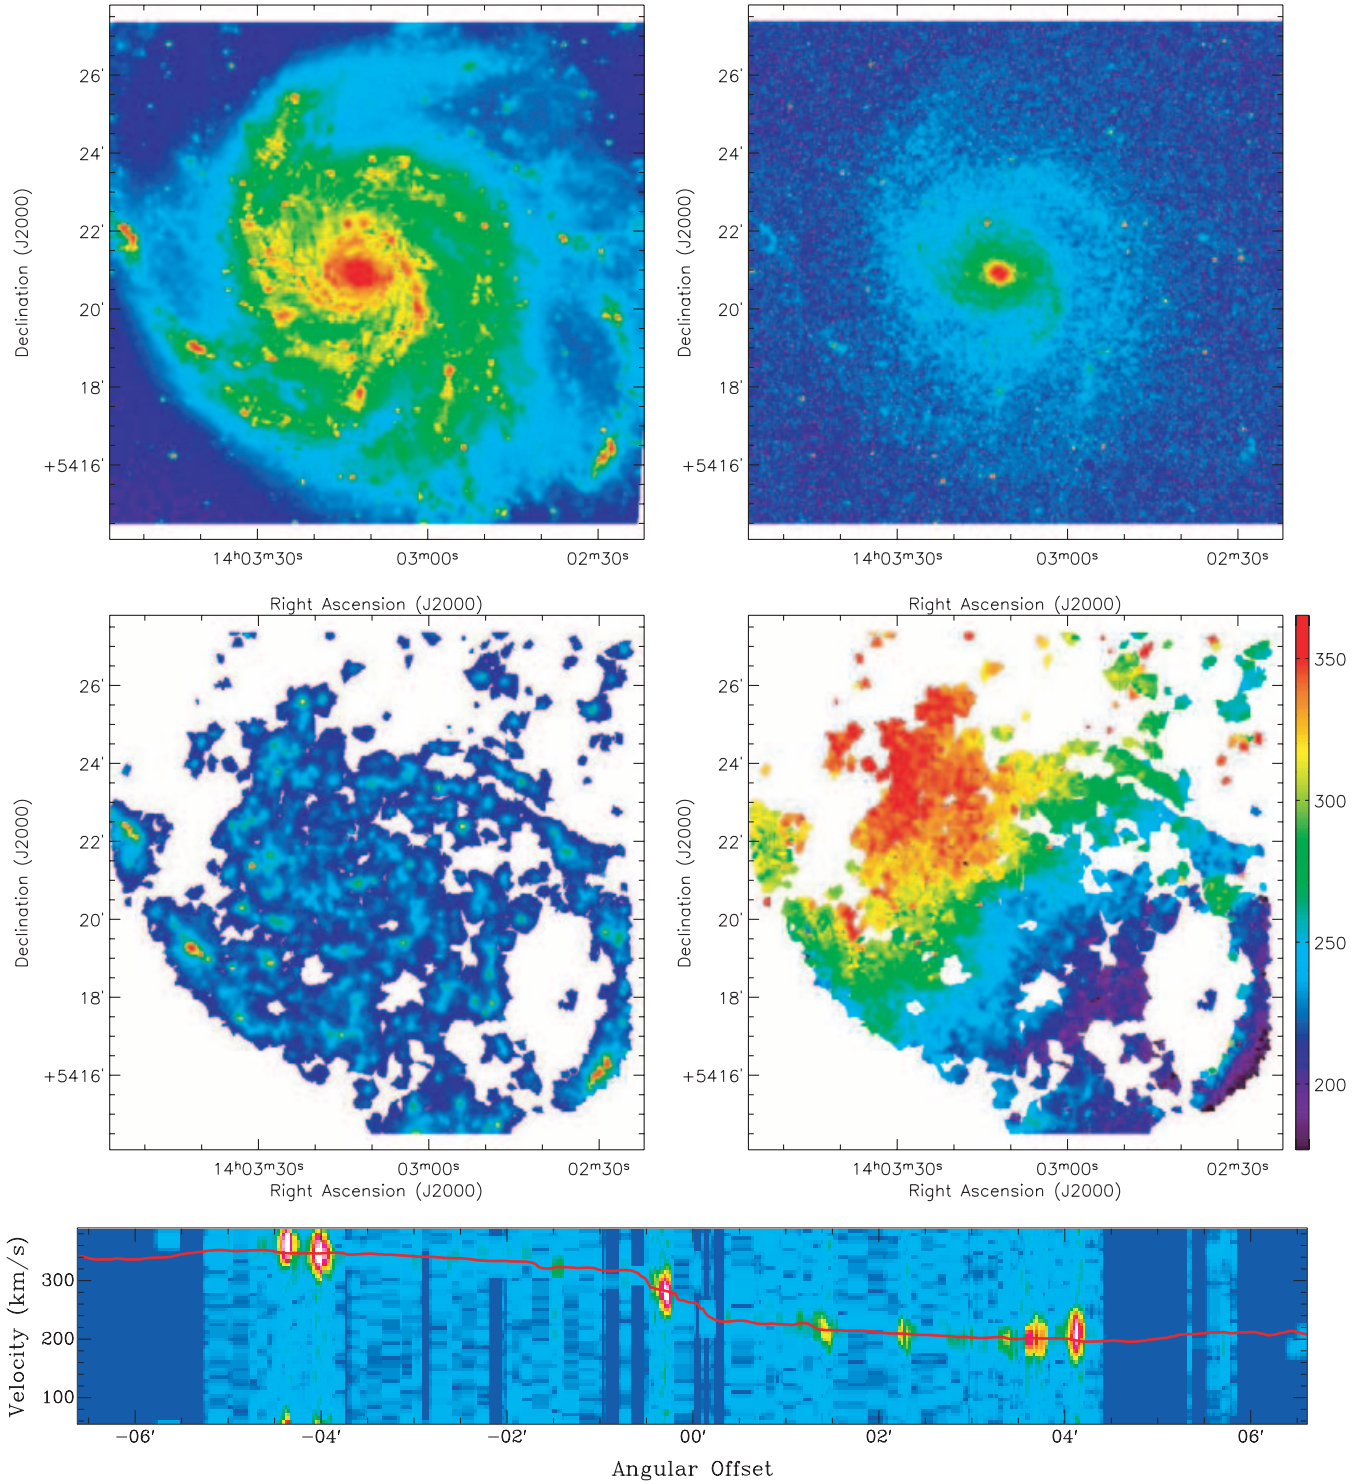 26' 26'
24' 24'
22' 22'
20' 20'
18' 18'
+5416' +5416'
Declination (J2000) Declination (J2000)
14ʰ03ᵐ30ˢ 03ᵐ00ˢ 02ᵐ30ˢ 14ʰ03ᵐ30ˢ 03ᵐ00ˢ 02ᵐ30ˢ
Right Ascension (J2000) Right Ascension (J2000)
26' 26' 350
24' 24' 300
22' 22' 250
20' 20' 200
18' 18'
+5416' +5416'
Declination (J2000) Declination (J2000)
14ʰ03ᵐ30ˢ 03ᵐ00ˢ 02ᵐ30ˢ 14ʰ03ᵐ30ˢ 03ᵐ00ˢ 02ᵐ30ˢ
Right Ascension (J2000) Right Ascension (J2000)
Velocity (km/s)
300
200
100
−06' −04' −02' 00' 02' 04' 06'
Angular Offset